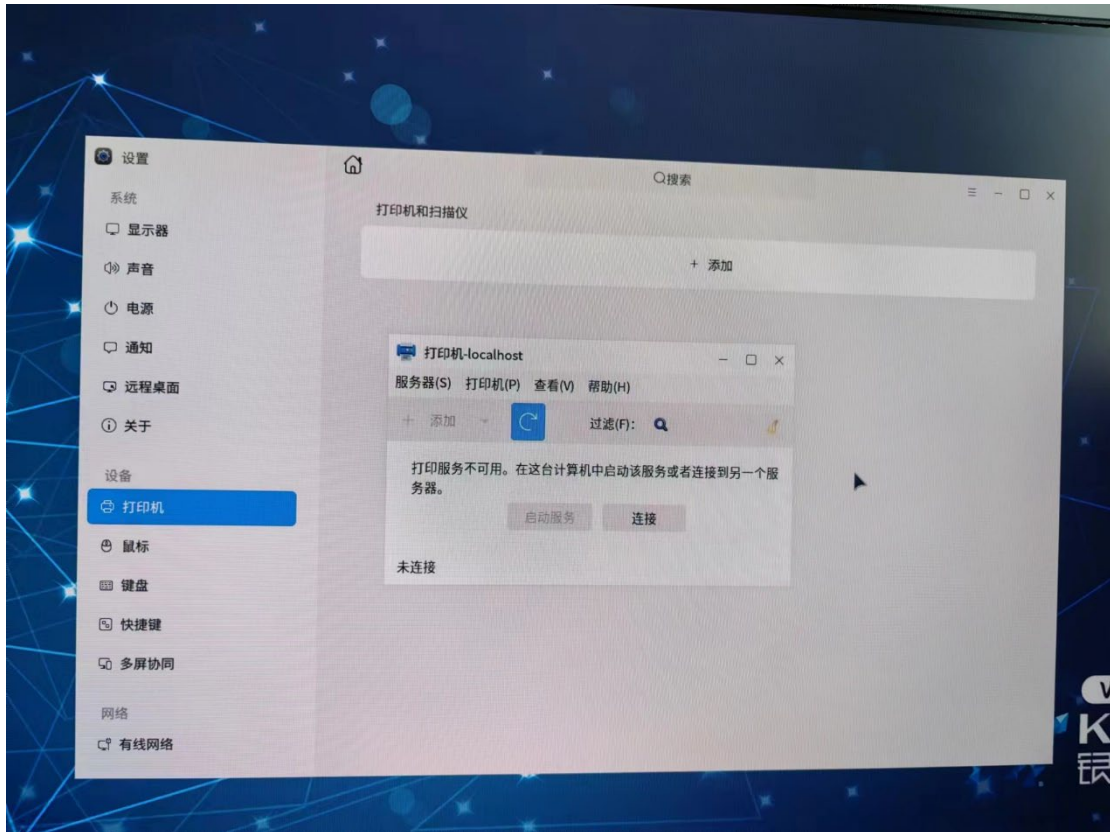 设置
搜索
系统
显示器
声音
电源
通知
远程桌面
关于
设备
打印机
鼠标
键盘
快捷键
多屏协同
网络
有线网络
打印机和扫描仪
+ 添加
打印机-localhost
服务器(S) 打印机(P) 查看(V) 帮助(H)
+ 添加 过滤(F):
打印服务不可用。在这台计算机中启动该服务或者连接到另一个服
务器。
启动服务 连接
未连接
K
银